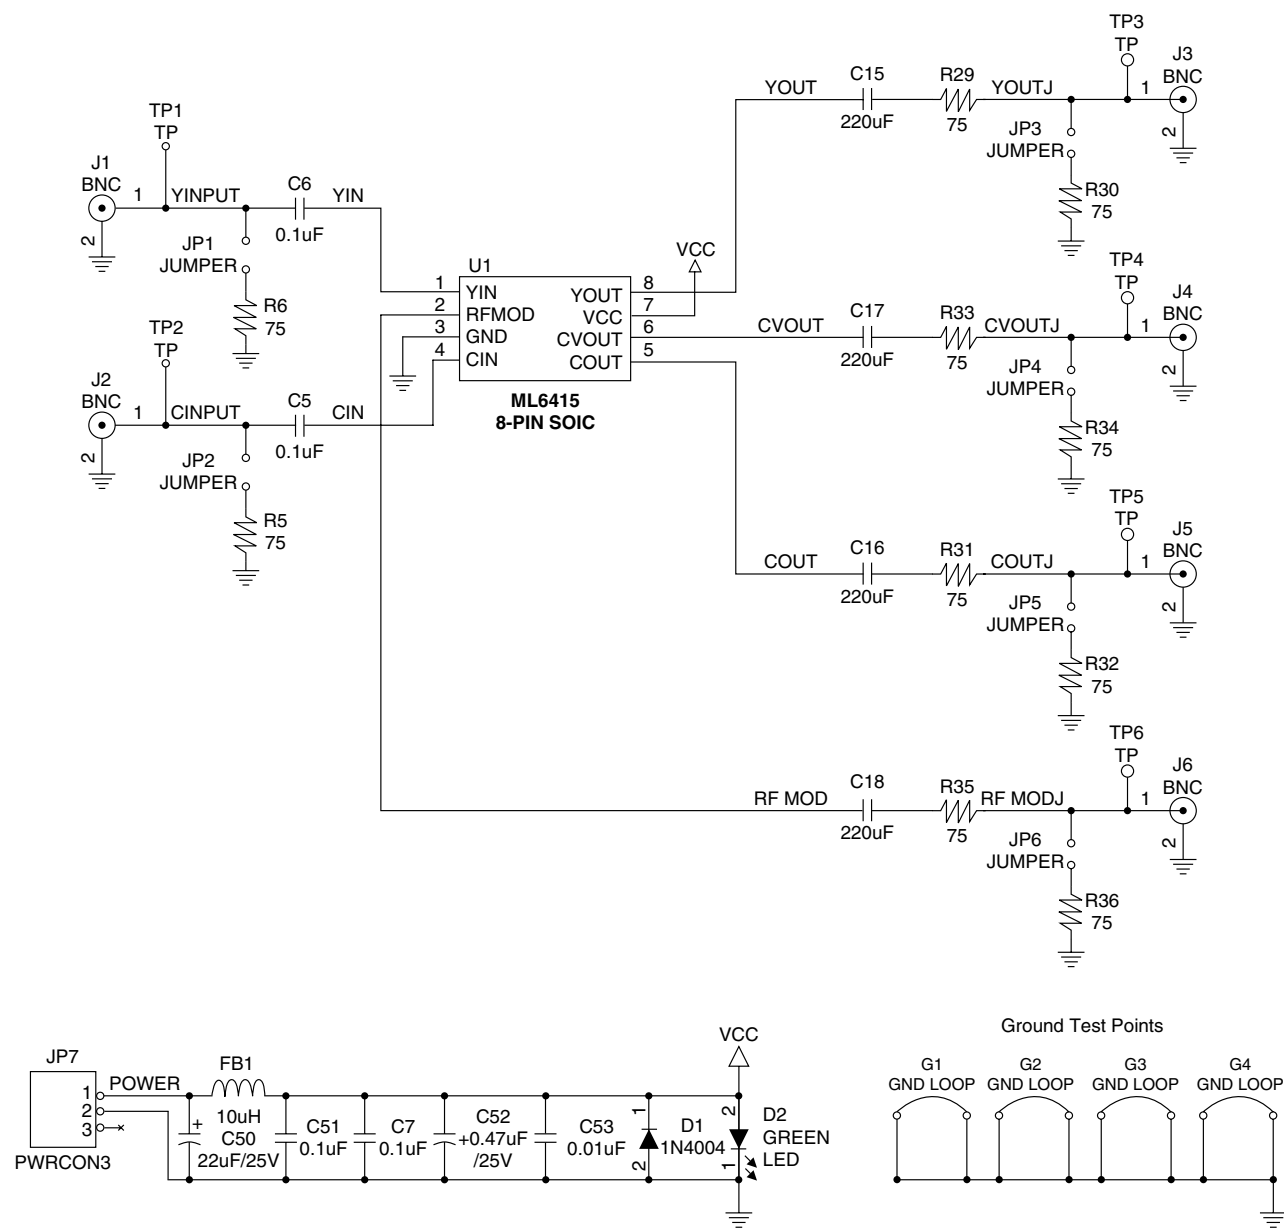 TP1
TP
J1
BNC
1
2
YINPUT
C6
0.1uF
YIN
JP1
JUMPER
R6
75
TP2
TP
J2
BNC
1
2
CINPUT
C5
0.1uF
CIN
JP2
JUMPER
R5
75
U1
1 YIN
2 RFMOD
3 GND
4 CIN
YOUT 8
VCC 7
CVOUT 6
COUT 5
ML6415
8-PIN SOIC
VCC
YOUT
C15
220uF
R29
75
YOUTJ
TP3
TP
J3
BNC
1
2
JP3
JUMPER
R30
75
CVOUT
C17
220uF
R33
75
CVOUTJ
TP4
TP
J4
BNC
1
2
JP4
JUMPER
R34
75
COUT
C16
220uF
R31
75
COUTJ
TP5
TP
J5
BNC
1
2
JP5
JUMPER
R32
75
RF MOD
C18
220uF
R35
75
RF MODJ
TP6
TP
J6
BNC
1
2
JP6
JUMPER
R36
75
JP7
1
2
3
PWRCON3
POWER
FB1
10uH
+
C50
22uF/25V
C51
0.1uF
C7
0.1uF
C52
+0.47uF
/25V
C53
0.01uF
1
2
D1
1N4004
VCC
2
1
D2
GREEN
LED
Ground Test Points
G1
GND LOOP
G2
GND LOOP
G3
GND LOOP
G4
GND LOOP